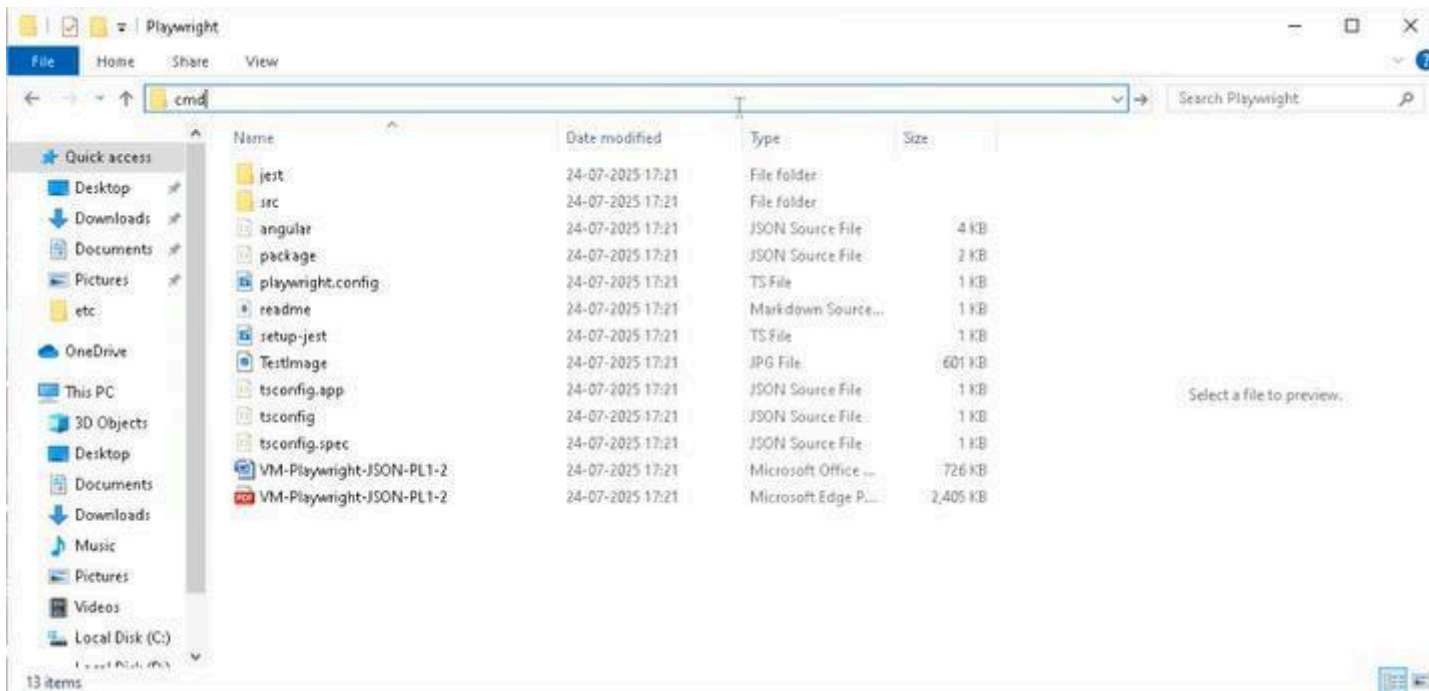 Playwright
File Home Share View
cmd
Search Playwright
Name Date modified Type Size
Quick access
Desktop
Downloads
Documents
Pictures
etc
OneDrive
This PC
3D Objects
Desktop
Documents
Downloads
Music
Pictures
Videos
Local Disk (C:)
jest 24-07-2025 17:21 File folder
src 24-07-2025 17:21 File folder
angular 24-07-2025 17:21 JSON Source File 4 KB
package 24-07-2025 17:21 JSON Source File 2 KB
playwright.config 24-07-2025 17:21 TS File 1 KB
readme 24-07-2025 17:21 Markdown Source... 1 KB
setup-jest 24-07-2025 17:21 TS File 1 KB
TestImage 24-07-2025 17:21 JPG File 601 KB
tsconfig.app 24-07-2025 17:21 JSON Source File 1 KB
tsconfig 24-07-2025 17:21 JSON Source File 1 KB
tsconfig.spec 24-07-2025 17:21 JSON Source File 1 KB
VM-Playwright-JSON-PL1-2 24-07-2025 17:21 Microsoft Office ... 726 KB
VM-Playwright-JSON-PL1-2 24-07-2025 17:21 Microsoft Edge P... 2,405 KB
Select a file to preview.
13 items